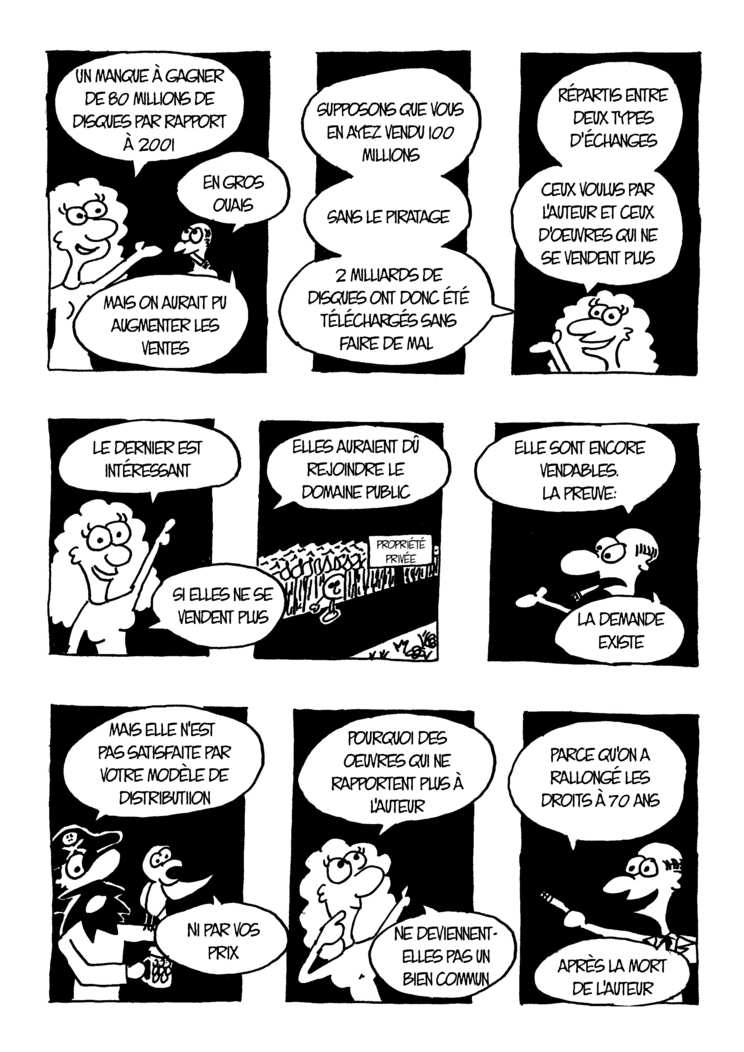 UN MANQUE À GAGNER
DE 80 MILLIONS DE
DISQUES PAR RAPPORT
À 2001
EN GROS
OUAIS
MAIS ON AURAIT PU
AUGMENTER LES
VENTES
SUPPOSONS QUE VOUS
EN AYEZ VENDU 100
MILLIONS
SANS LE PIRATAGE
2 MILLIARDS DE
DISQUES ONT DONC ÉTÉ
TÉLÉCHARGÉS SANS
FAIRE DE MAL
RÉPARTIS ENTRE
DEUX TYPES
D'ÉCHANGES
CEUX VOULUS PAR
L'AUTEUR ET CEUX
D'OEUVRES QUI NE
SE VENDENT PLUS
LE DERNIER EST
INTÉRESSANT
SI ELLES NE SE
VENDENT PLUS
ELLES AURAIENT DÛ
REJOINDRE LE
DOMAINE PUBLIC
PROPRIÉTÉ
PRIVÉE
ELLE SONT ENCORE
VENDABLES.
LA PREUVE:
LA DEMANDE
EXISTE
MAIS ELLE N'EST
PAS SATISFAITE PAR
VOTRE MODÈLE DE
DISTRIBUTIION
NI PAR VOS
PRIX
POURQUOI DES
OEUVRES QUI NE
RAPPORTENT PLUS À
L'AUTEUR
NE DEVIENNENT-
ELLES PAS UN
BIEN COMMUN
PARCE QU'ON A
RALLONGÉ LES
DROITS À 70 ANS
APRÈS LA MORT
DE L'AUTEUR